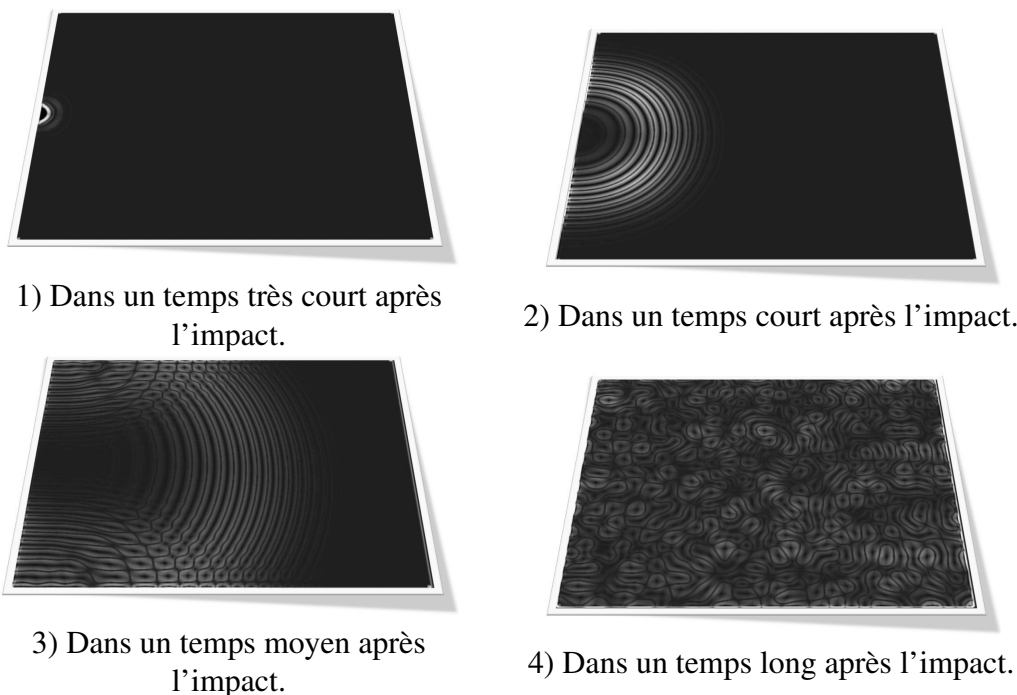 1) Dans un temps très court après
l'impact.
2) Dans un temps court après l'impact.
3) Dans un temps moyen après
l'impact.
4) Dans un temps long après l'impact.